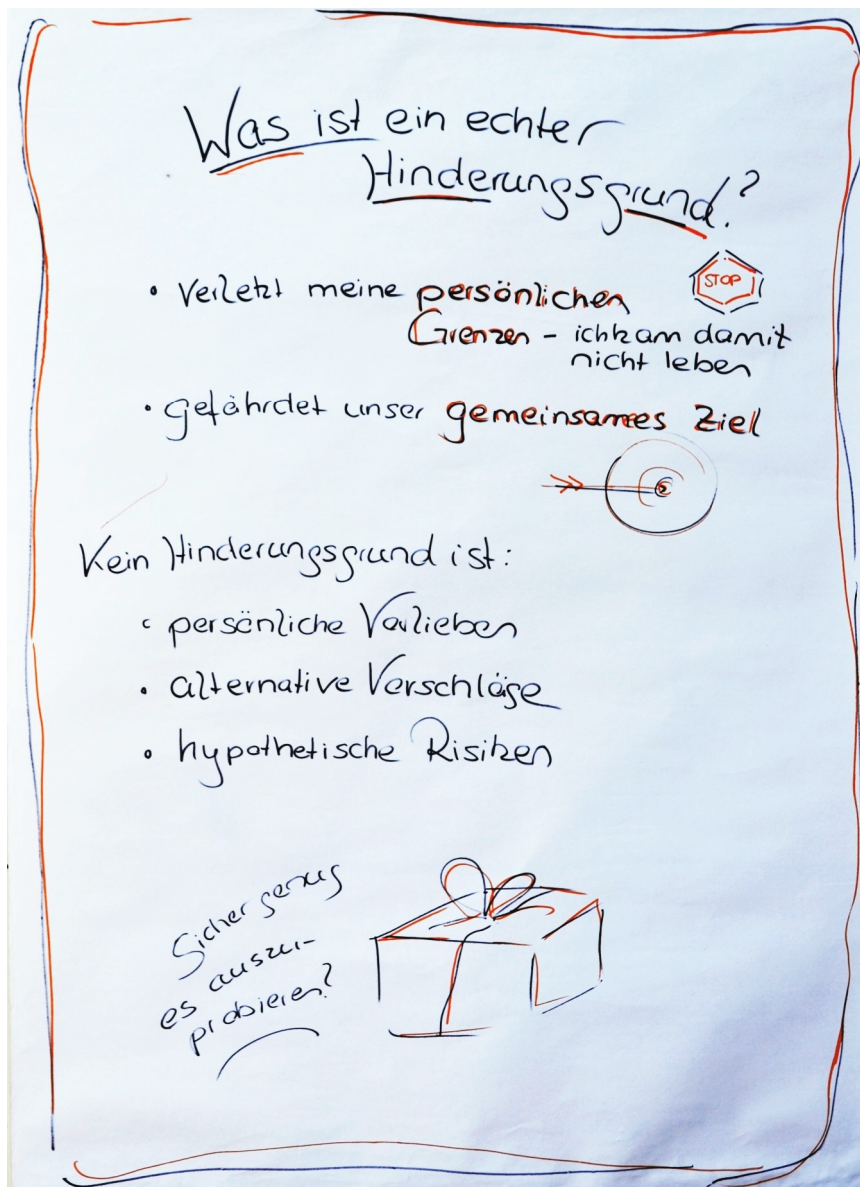 Was ist ein echter
Hinderungsgrund?
• verletzt meine persönlichen
STOP
Grenzen – ich kann damit
nicht leben
• gefährdet unser gemeinsames Ziel
Kein Hinderungsgrund ist:
• persönliche Vorlieben
• alternative Vorschläge
• hypothetische Risiken
Sicher genug
es auszu-
probieren?